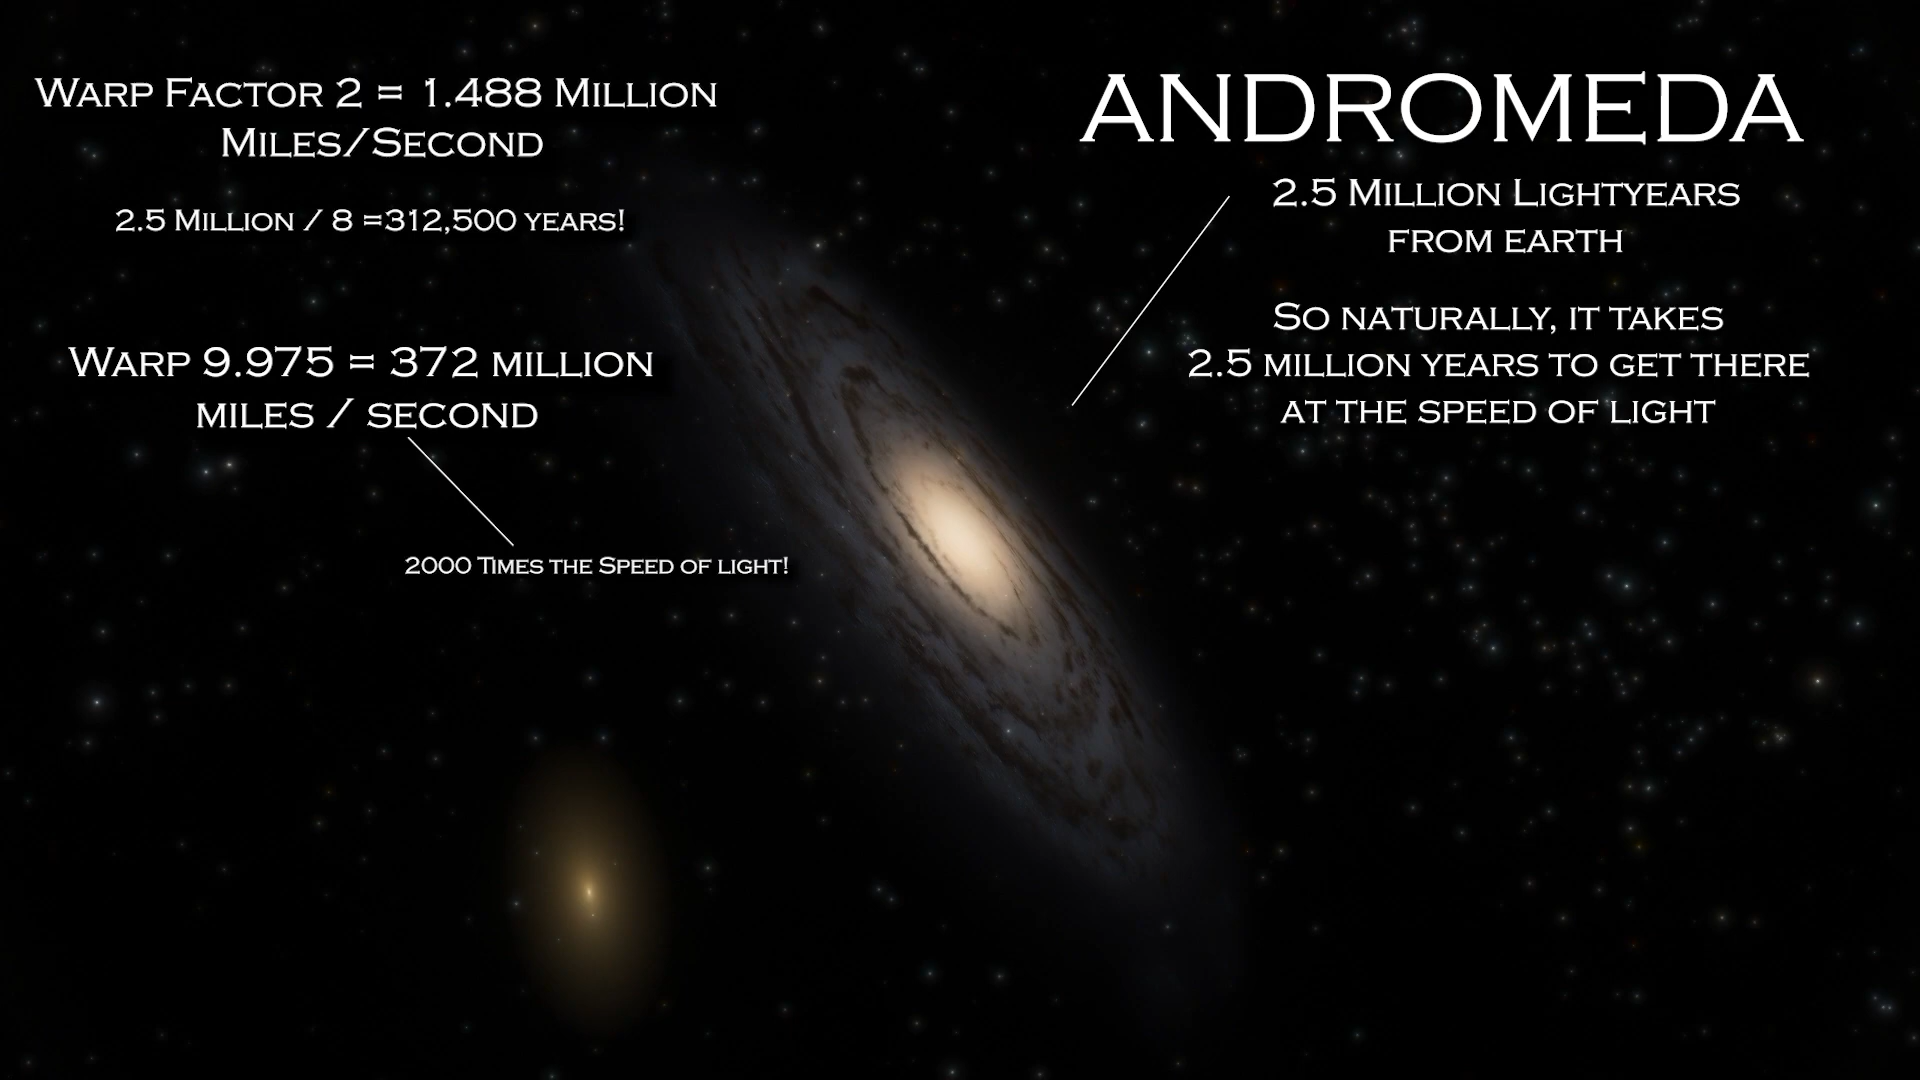 Warp Factor 2 = 1.488 Million
Miles/Second
2.5 Million / 8 =312,500 years!
Warp 9.975 = 372 million
miles / second
2000 Times the Speed of light!
ANDROMEDA
2.5 Million Lightyears
from earth
So naturally, it takes
2.5 million years to get there
at the speed of light